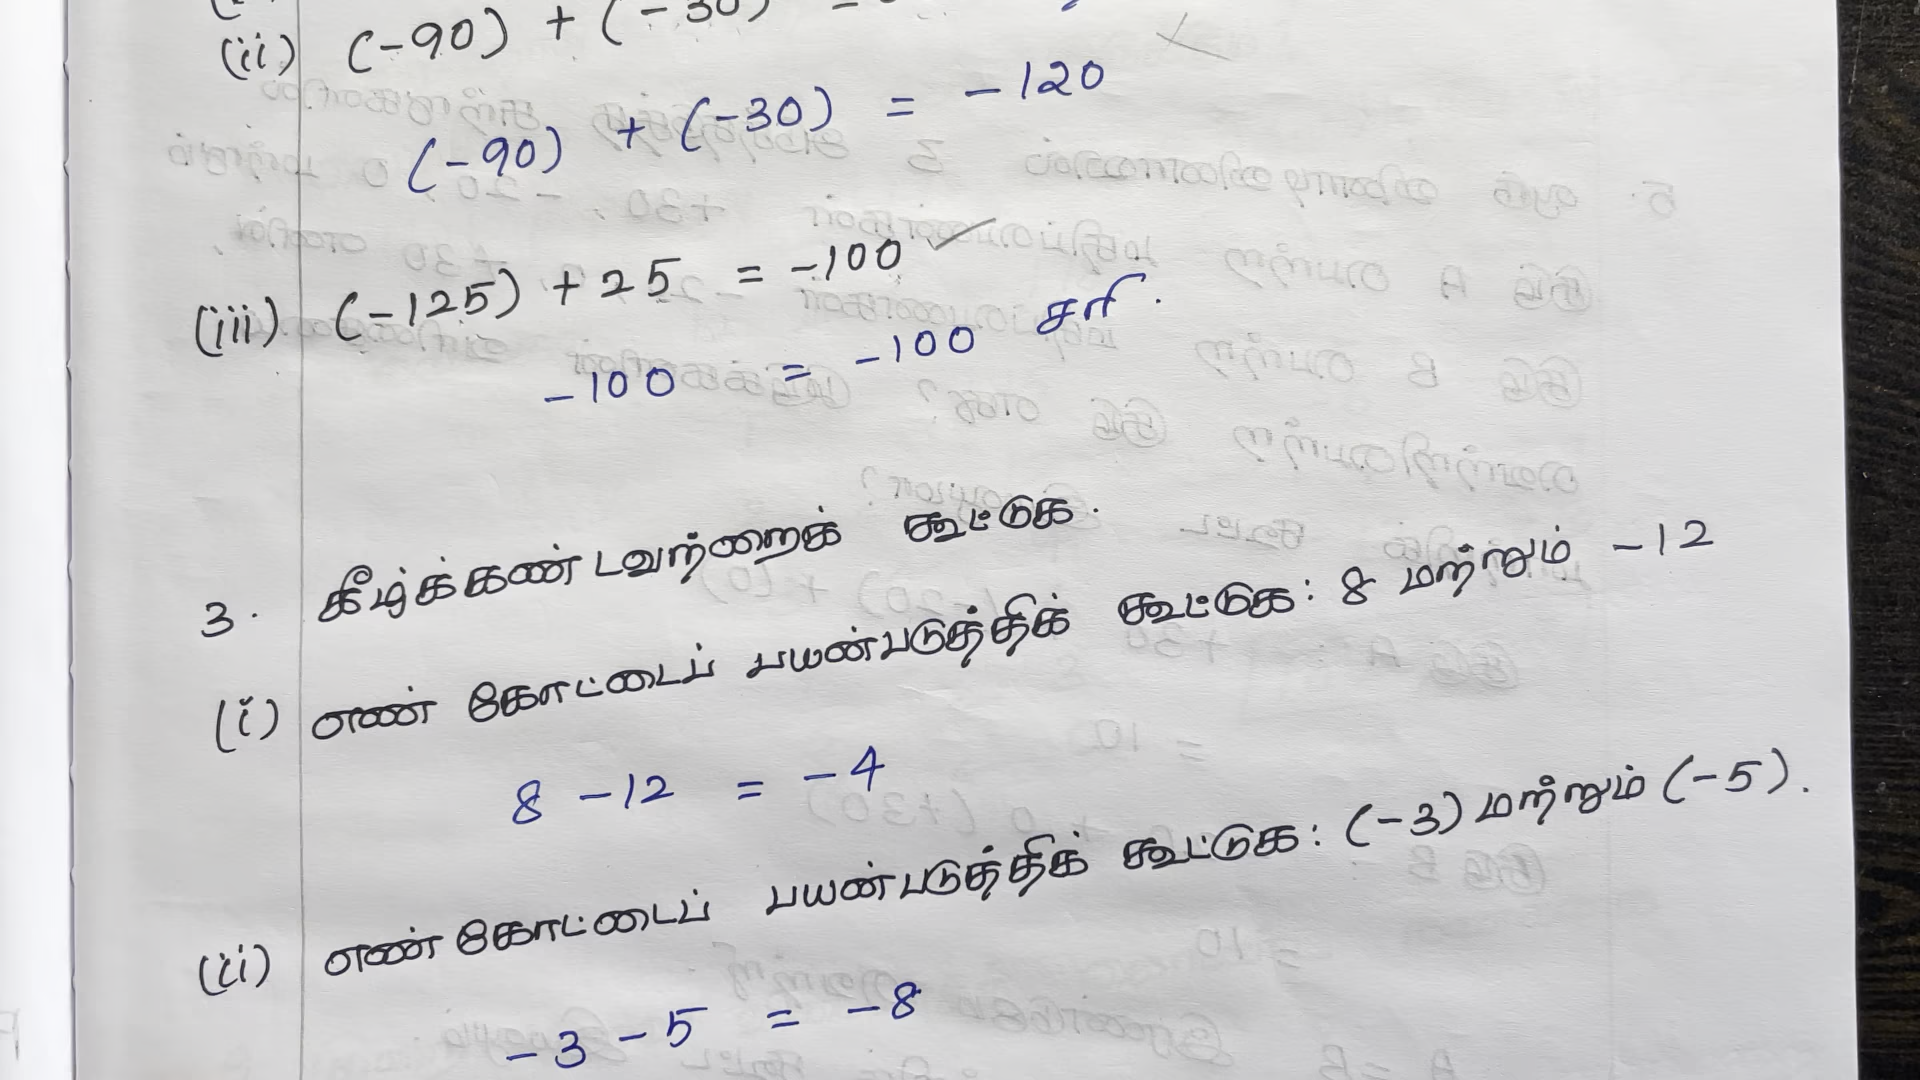 (ii) (-90) + (-30)
(-90) + (-30) = -120
(iii) (-125) + 25 = -100 ✓
-100 = -100 சரி.
3. கீழ்க்கண்டவற்றைக் கூட்டுக.
(i) எண் கோட்டைப் பயன்படுத்திக் கூட்டுக: 8 மற்றும் -12
8 - 12 = -4
(ii) எண் கோட்டைப் பயன்படுத்திக் கூட்டுக: (-3) மற்றும் (-5).
-3 - 5 = -8